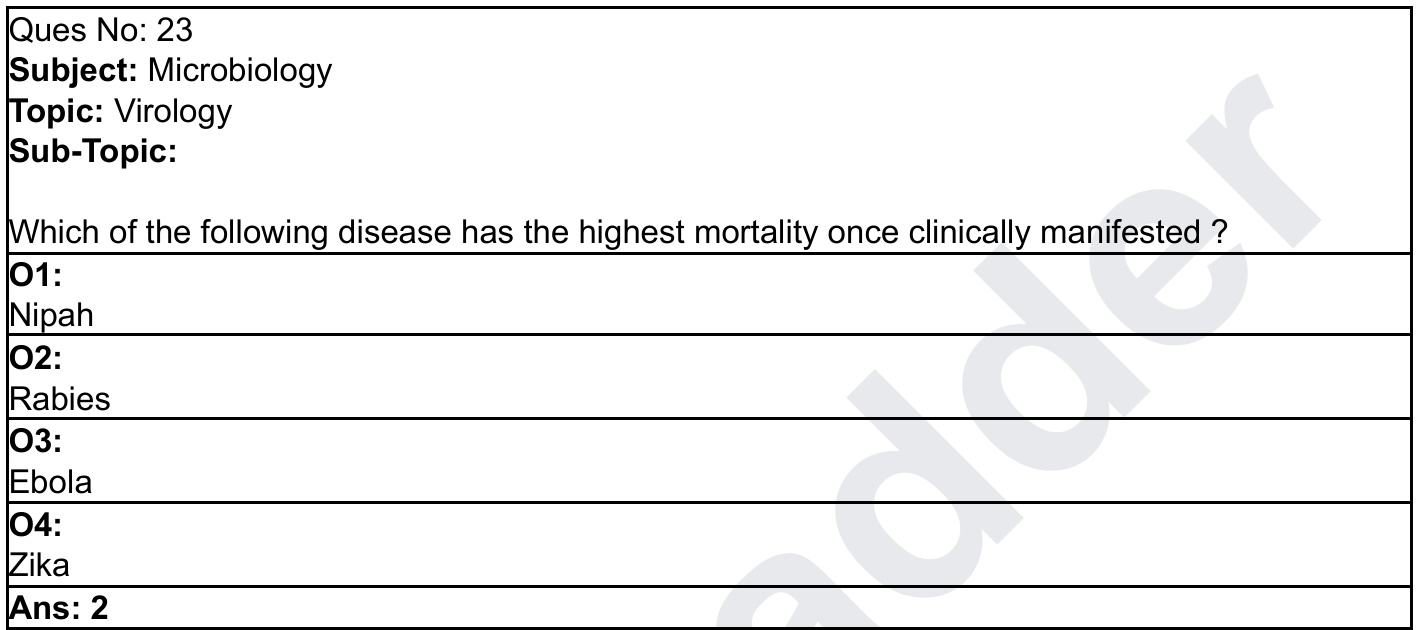 Ques No: 23
Subject: Microbiology
Topic: Virology
Sub-Topic:
Which of the following disease has the highest mortality once clinically manifested ?
O1:
Nipah
O2:
Rabies
O3:
Ebola
O4:
Zika
Ans: 2
adder